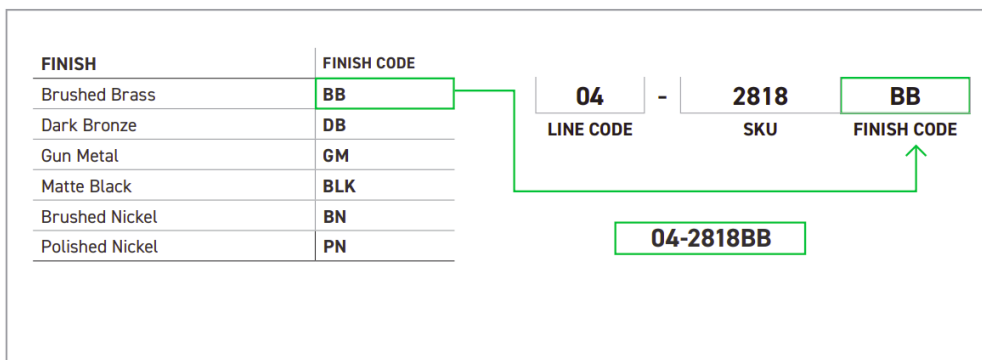 FINISH FINISH CODE
Brushed Brass BB
Dark Bronze DB
Gun Metal GM
Matte Black BLK
Brushed Nickel BN
Polished Nickel PN
04 - 2818 BB
LINE CODE SKU FINISH CODE
04-2818BB